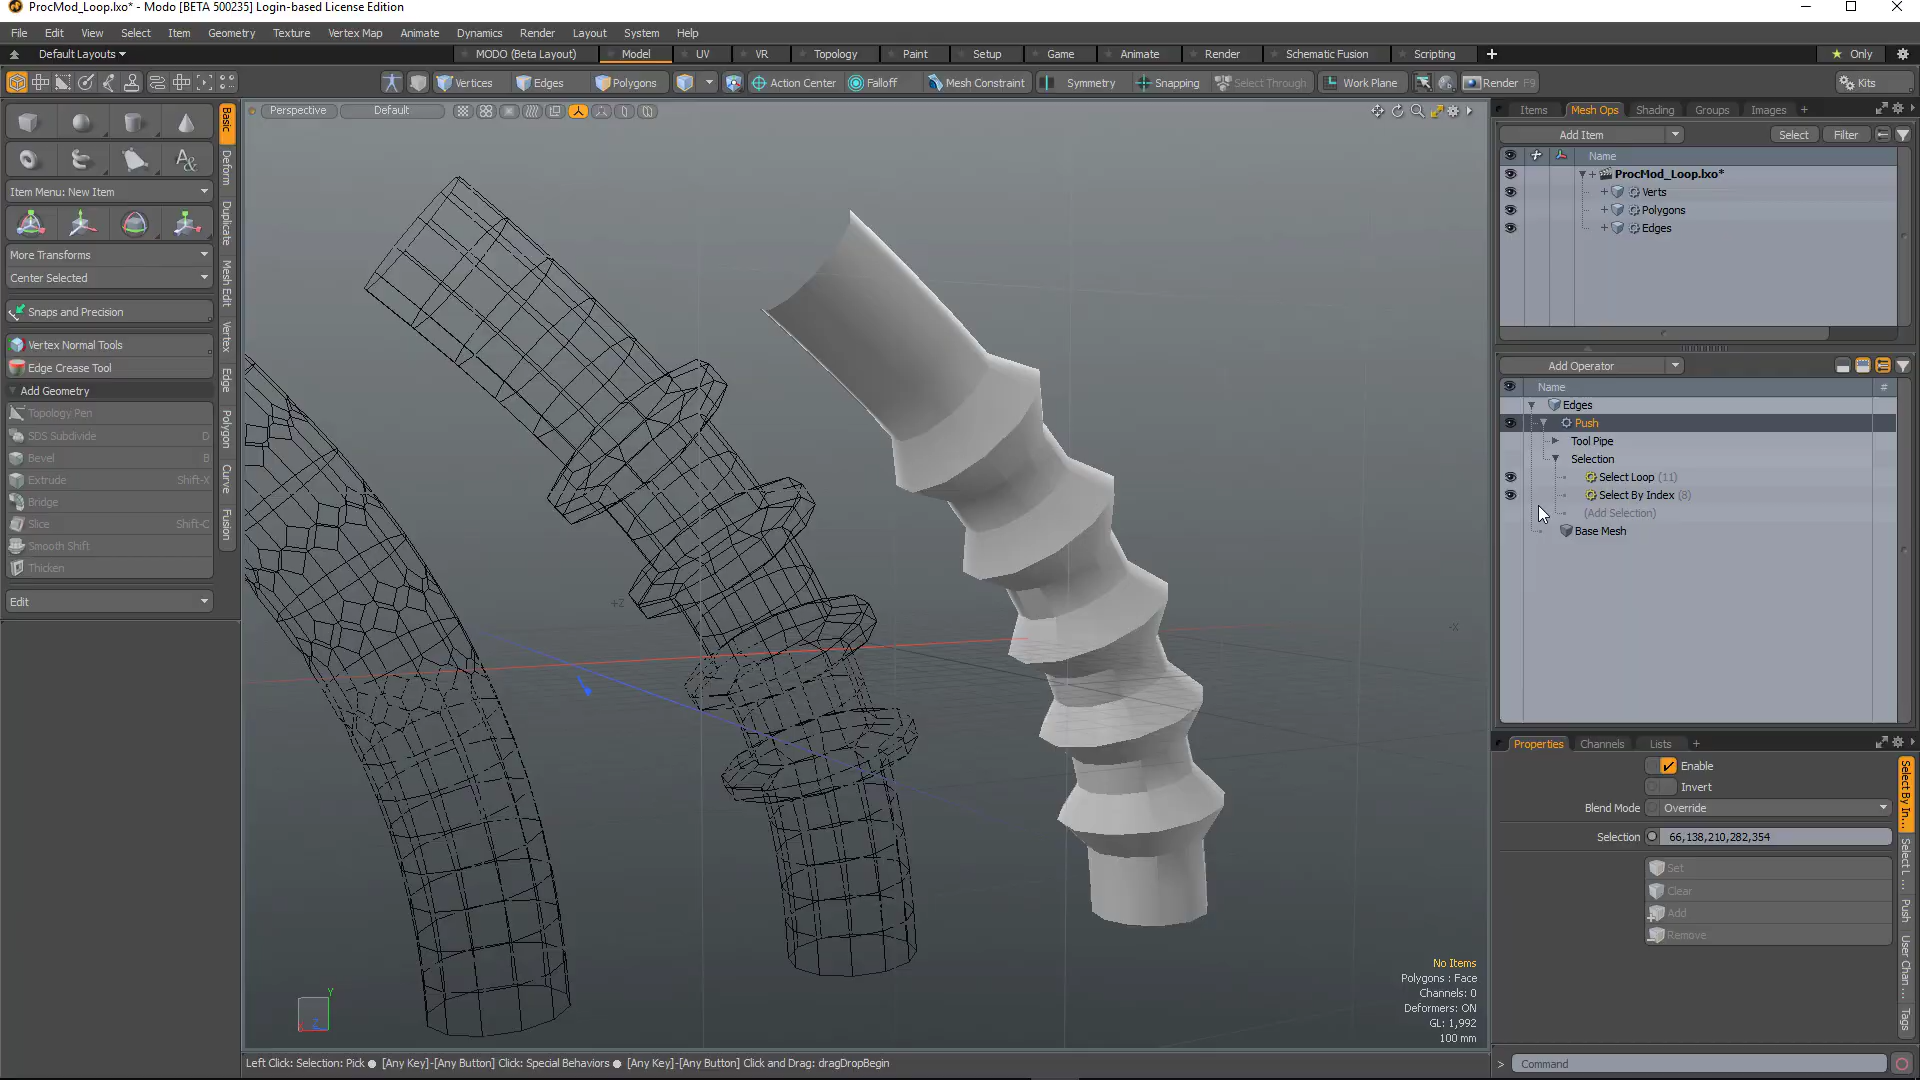 ProcMod_Loop.lxo* - Modo [BETA 500235] Login-based License Edition
File Edit View Select Item Geometry Texture Vertex Map Animate Dynamics Render Layout System Help
Default Layouts MODO (Beta Layout) Model UV VR Topology Paint Setup Game Animate Render Schematic Fusion Scripting Only
Vertices Edges Polygons Action Center Falloff Mesh Constraint Symmetry Snapping Select Through Work Plane Render F9 Kits
Perspective Default
Item Menu: New Item
More Transforms
Center Selected
Snaps and Precision
Vertex Normal Tools
Edge Crease Tool
Add Geometry
Topology Pen
SDS Subdivide D
Bevel B
Extrude Shift-X
Bridge
Slice Shift-C
Smooth Shift
Thicken
Edit
Basic
Deform
Duplicate
Mesh Edit
Vertex
Edge
Polygon
Curve
Fusion
+Z
-X
Y
X
Z
No Items
Polygons : Face
Channels: 0
Deformers: ON
GL: 1,992
100 mm
Left Click: Selection: Pick ● [Any Key]-[Any Button] Click: Special Behaviors ● [Any Key]-[Any Button] Click and Drag: dragDropBegin
Items Mesh Ops Shading Groups Images
Add Item Select Filter
Name
ProcMod_Loop.lxo*
Verts
Polygons
Edges
Add Operator
Name #
Edges
Push
Tool Pipe
Selection
Select Loop (11)
Select By Index (8)
(Add Selection)
Base Mesh
Properties Channels Lists
Enable
Invert
Blend Mode Override
Selection 66,138,210,282,354
Set
Clear
Add
Remove
Select By In...
Select L ...
Push
User Chan ...
Tags
> Command